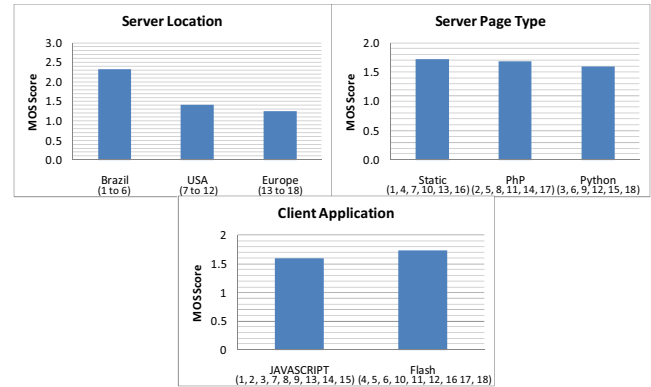 Server Location
3.0
2.5
2.0
1.5
1.0
0.5
0.0
MOS Score
Brazil USA Europe
(1 to 6) (7 to 12) (13 to 18)
Server Page Type
2.0
1.5
1.0
0.5
0.0
MOS Score
Static PhP Python
(1, 4, 7, 10, 13, 16) (2, 5, 8, 11, 14, 17) (3, 6, 9, 12, 15, 18)
Client Application
2
1.5
1
0.5
0
MOS Score
JAVASCRIPT Flash
(1, 2, 3, 7, 8, 9, 13, 14, 15) (4, 5, 6, 10, 11, 12, 16 17, 18)